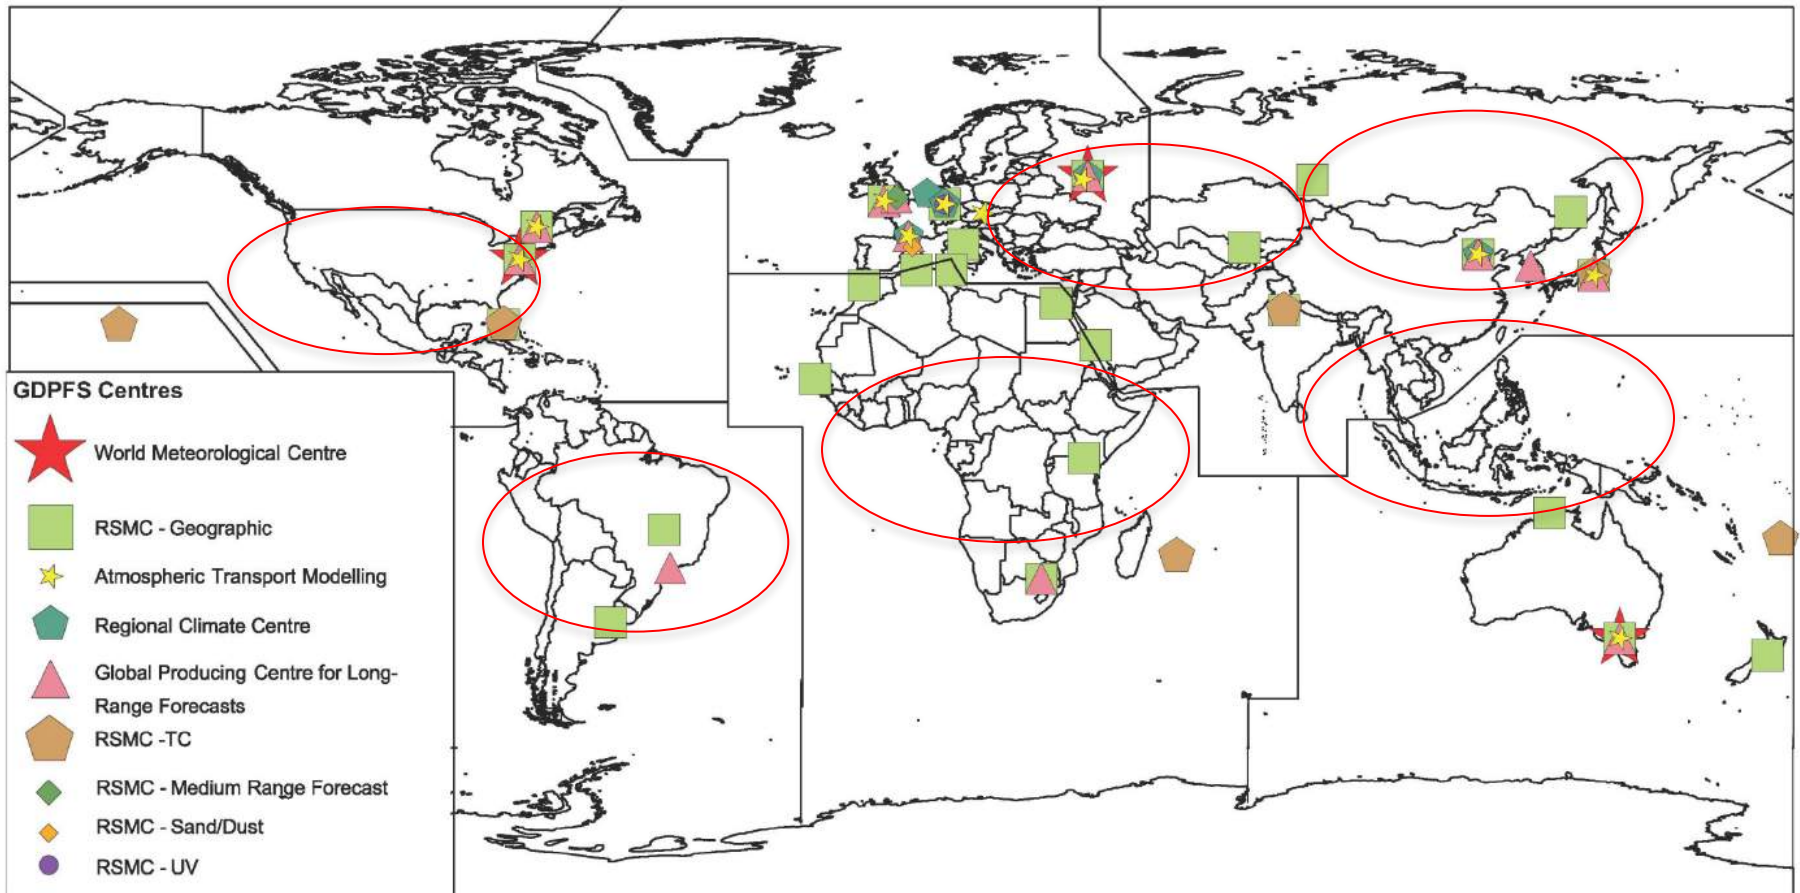 GDPFS Centres
World Meteorological Centre
RSMC - Geographic
Atmospheric Transport Modelling
Regional Climate Centre
Global Producing Centre for Long-
Range Forecasts
RSMC -TC
RSMC - Medium Range Forecast
RSMC - Sand/Dust
RSMC - UV